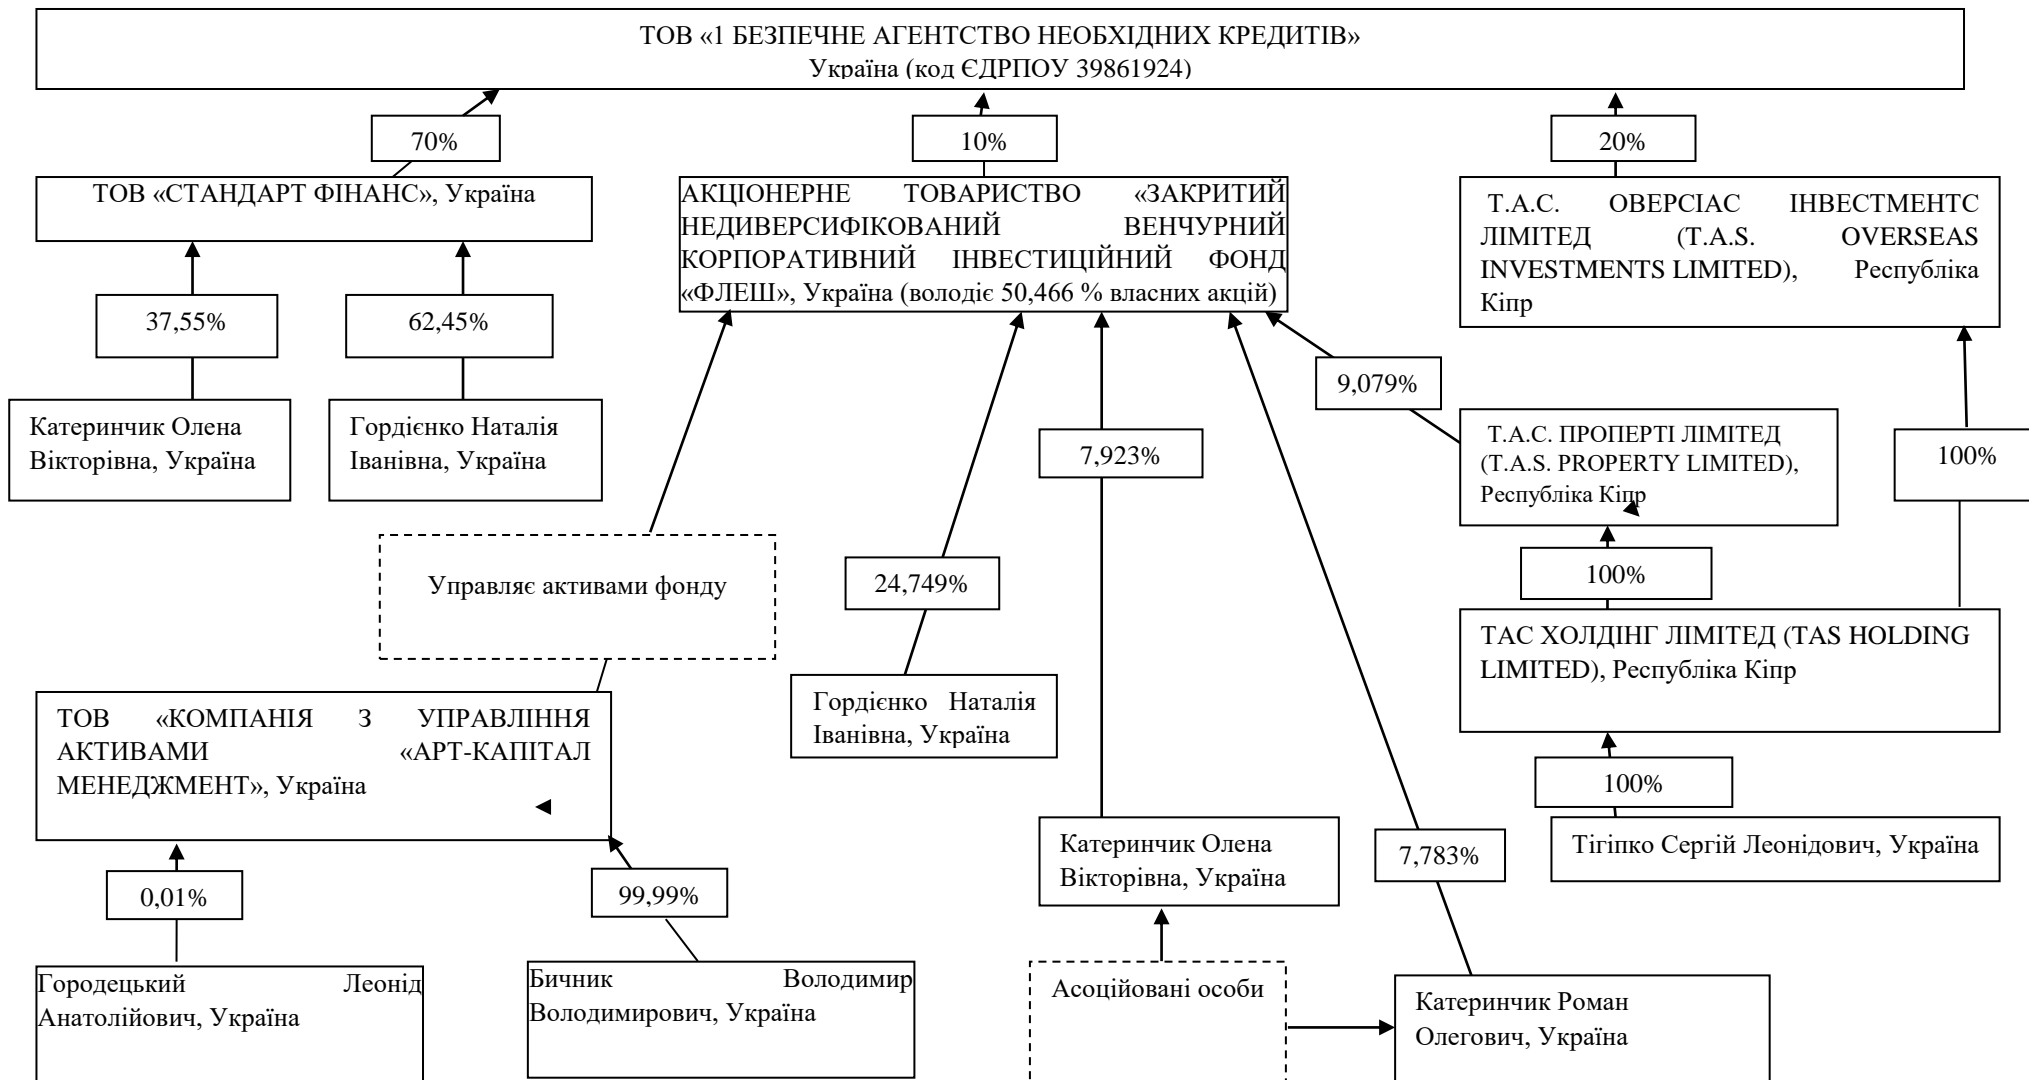 ТОВ «1 БЕЗПЕЧНЕ АГЕНТСТВО НЕОБХІДНИХ КРЕДИТІВ»
Україна (код ЄДРПОУ 39861924)
70%
10%
20%
ТОВ «СТАНДАРТ ФІНАНС», Україна
АКЦІОНЕРНЕ ТОВАРИСТВО «ЗАКРИТИЙ
НЕДИВЕРСИФІКОВАНИЙ ВЕНЧУРНИЙ
КОРПОРАТИВНИЙ ІНВЕСТИЦІЙНИЙ ФОНД
«ФЛЕШ», Україна (володіє 50,466 % власних акцій)
Т.А.С. ОВЕРСІАС ІНВЕСТМЕНТС
ЛІМІТЕД (T.A.S. OVERSEAS
INVESTMENTS LIMITED), Республіка
Кіпр
37,55%
62,45%
9,079%
Катеринчик Олена
Вікторівна, Україна
Гордієнко Наталія
Іванівна, Україна
7,923%
Т.А.С. ПРОПЕРТІ ЛІМІТЕД
(T.A.S. PROPERTY LIMITED),
Республіка Кіпр
100%
Управляє активами фонду
24,749%
100%
ТАС ХОЛДІНГ ЛІМІТЕД (TAS HOLDING
LIMITED), Республіка Кіпр
Гордієнко Наталія
Іванівна, Україна
ТОВ «КОМПАНІЯ З УПРАВЛІННЯ
АКТИВАМИ «АРТ-КАПІТАЛ
МЕНЕДЖМЕНТ», Україна
100%
Тігіпко Сергій Леонідович, Україна
Катеринчик Олена
Вікторівна, Україна
7,783%
0,01%
99,99%
Городецький Леонід
Анатолійович, Україна
Бичник Володимир
Володимирович, Україна
Асоційовані особи
Катеринчик Роман
Олегович, Україна